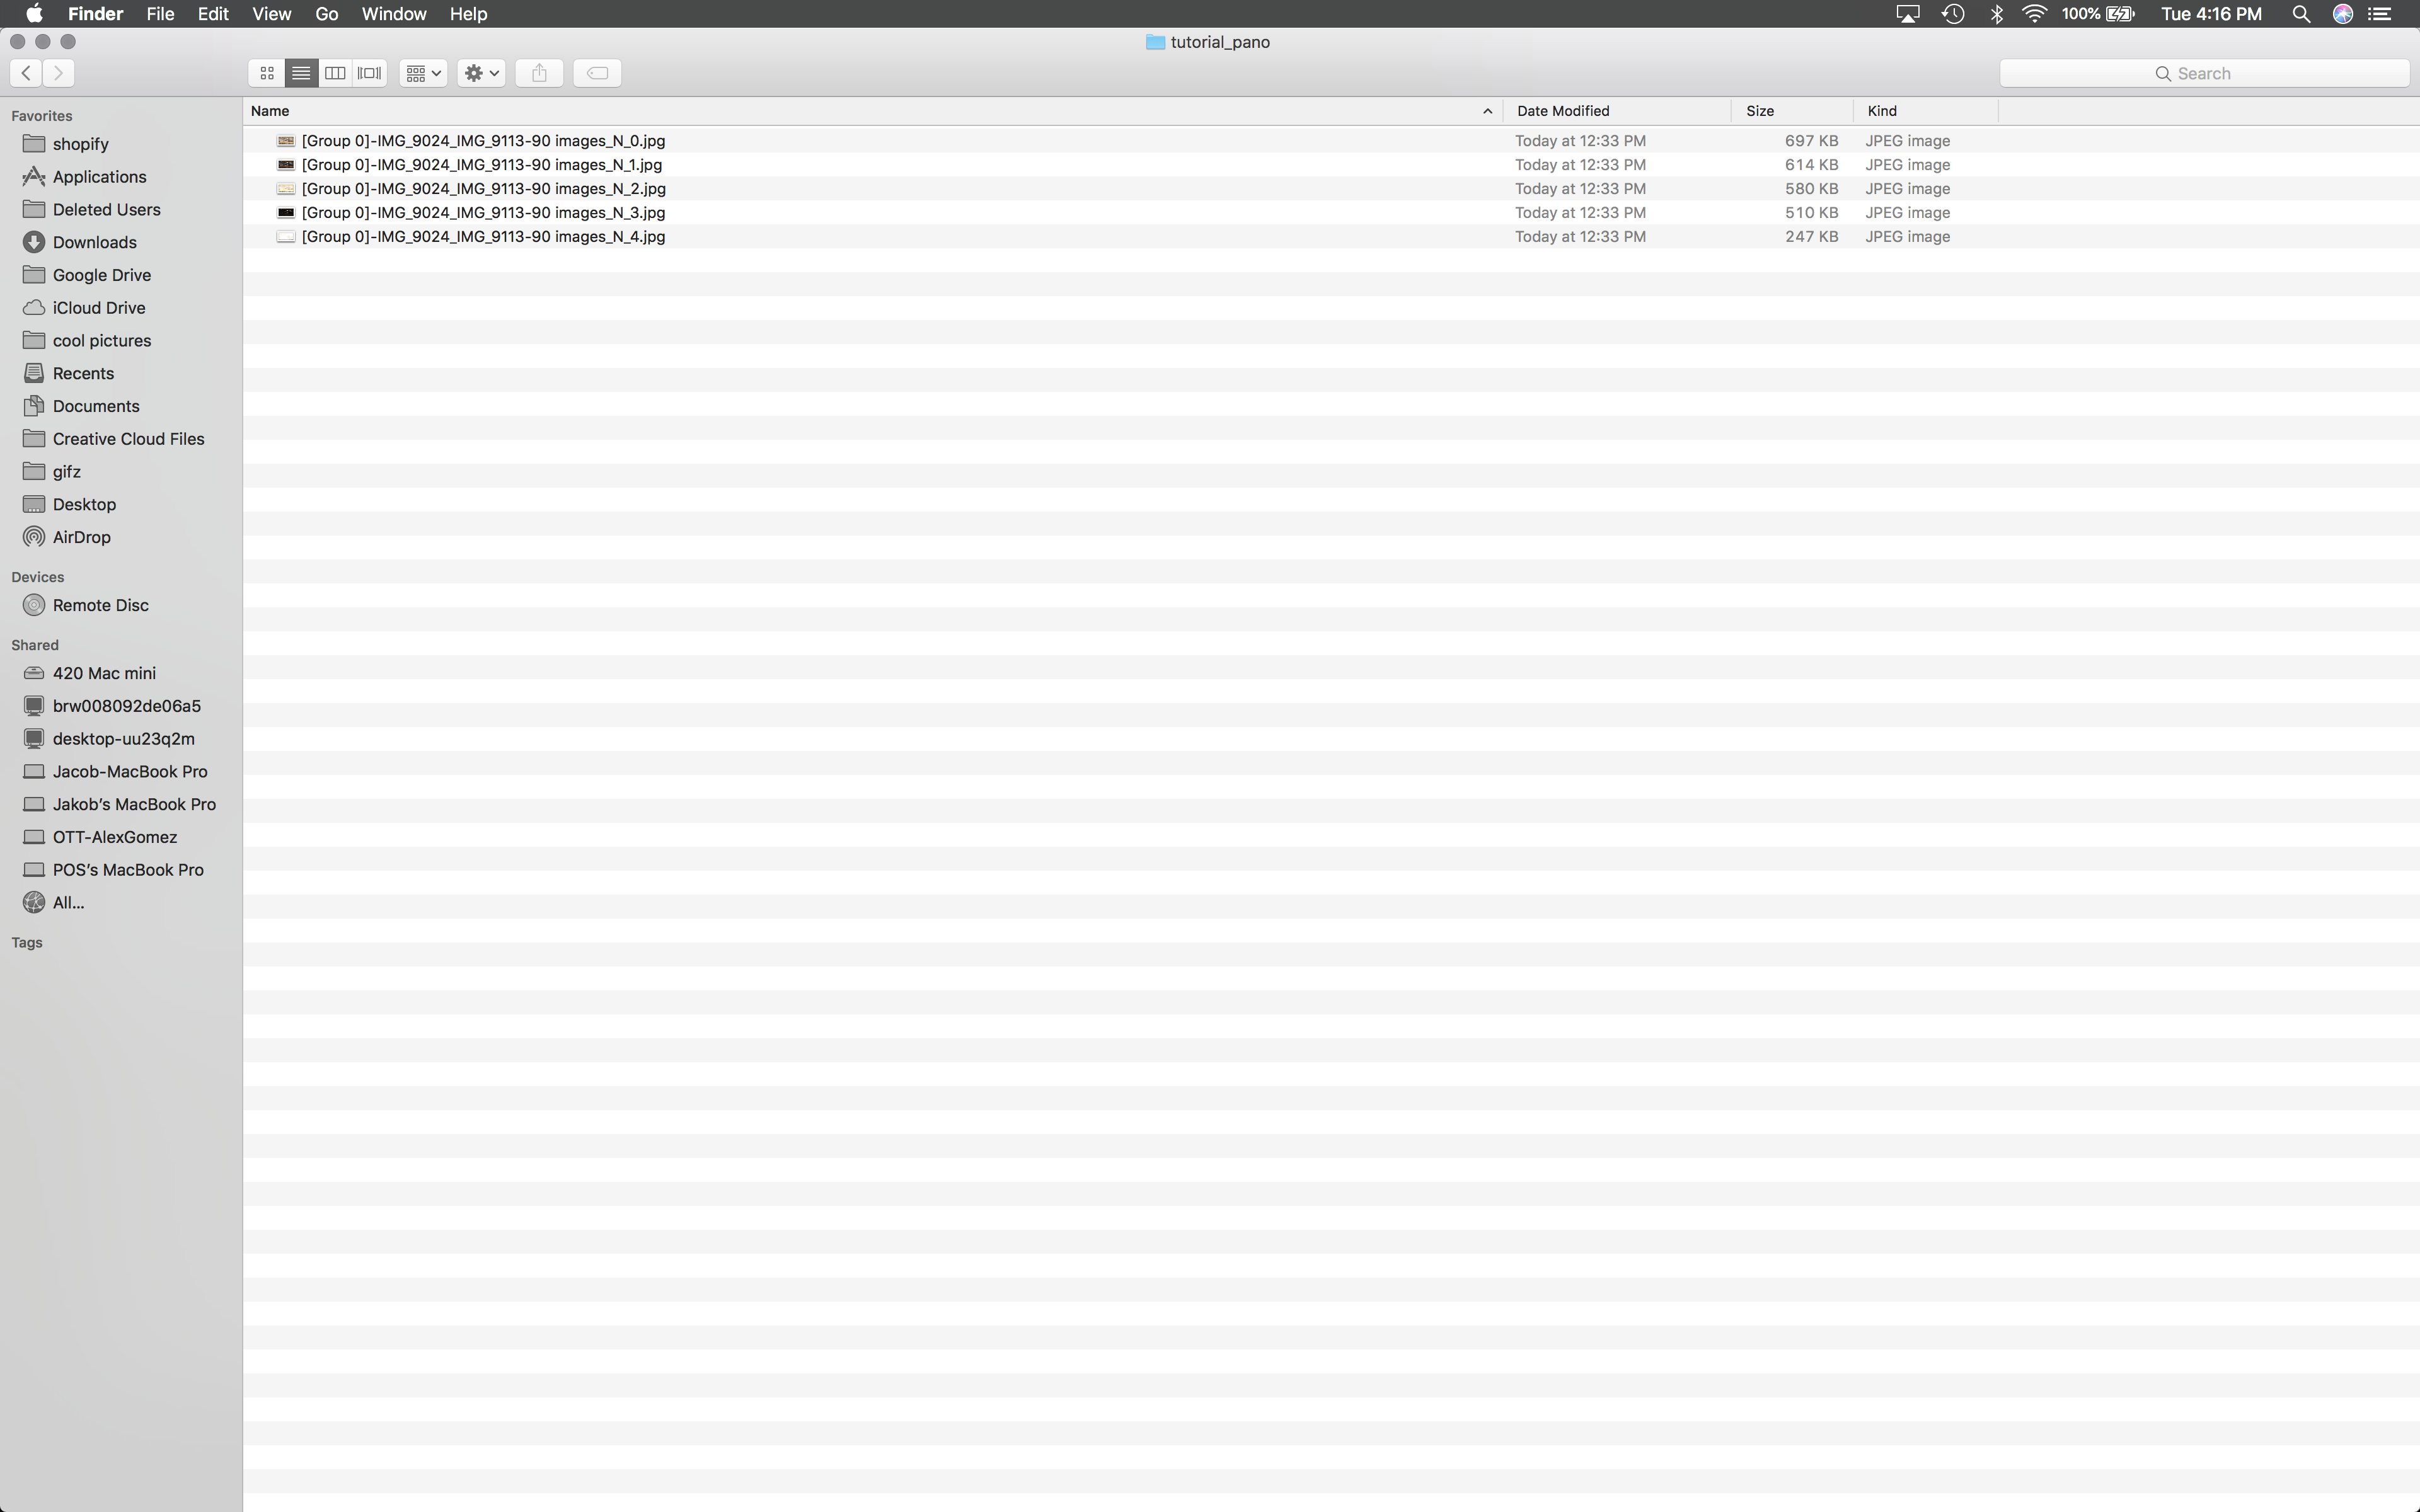 Finder File Edit View Go Window Help 100% Tue 4:16 PM
tutorial_pano
Search
Favorites
shopify
Applications
Deleted Users
Downloads
Google Drive
iCloud Drive
cool pictures
Recents
Documents
Creative Cloud Files
gifz
Desktop
AirDrop
Devices
Remote Disc
Shared
420 Mac mini
brw008092de06a5
desktop-uu23q2m
Jacob-MacBook Pro
Jakob's MacBook Pro
OTT-AlexGomez
POS's MacBook Pro
All...
Tags
Name Date Modified Size Kind
[Group 0]-IMG_9024_IMG_9113-90 images_N_0.jpg Today at 12:33 PM 697 KB JPEG image
[Group 0]-IMG_9024_IMG_9113-90 images_N_1.jpg Today at 12:33 PM 614 KB JPEG image
[Group 0]-IMG_9024_IMG_9113-90 images_N_2.jpg Today at 12:33 PM 580 KB JPEG image
[Group 0]-IMG_9024_IMG_9113-90 images_N_3.jpg Today at 12:33 PM 510 KB JPEG image
[Group 0]-IMG_9024_IMG_9113-90 images_N_4.jpg Today at 12:33 PM 247 KB JPEG image